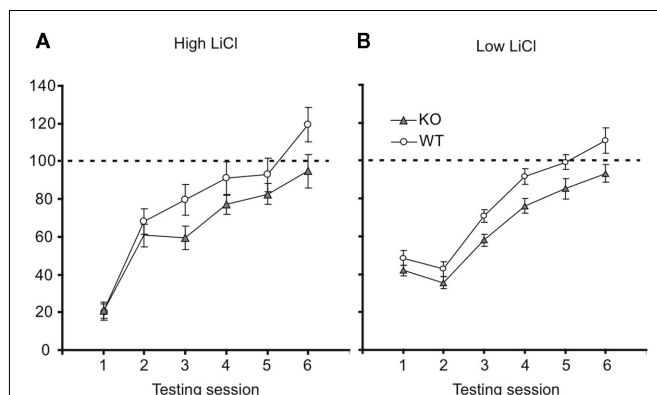 A
High LiCl
B
Low LiCl
140
120
100
80
60
40
20
0
KO
WT
1 2 3 4 5 6
1 2 3 4 5 6
Testing session
Testing session